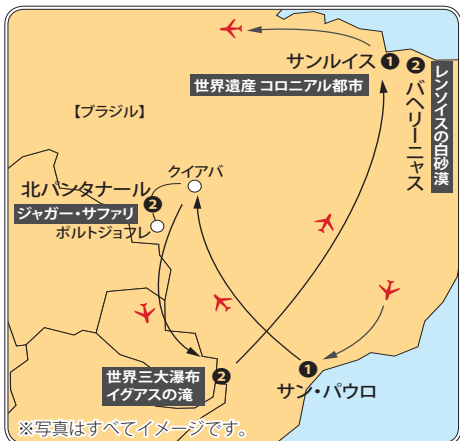 サンルイス❶
❷
バヘリーニャス
レンソイスの白砂漠
世界遺産 コロニアル都市
【ブラジル】
クイアバ
北パンタナール
❷
ジャガー・サファリ
ポルトジョフレ
世界三大瀑布
イグアスの滝
❷
❶
サン・パウロ
※写真はすべてイメージです。